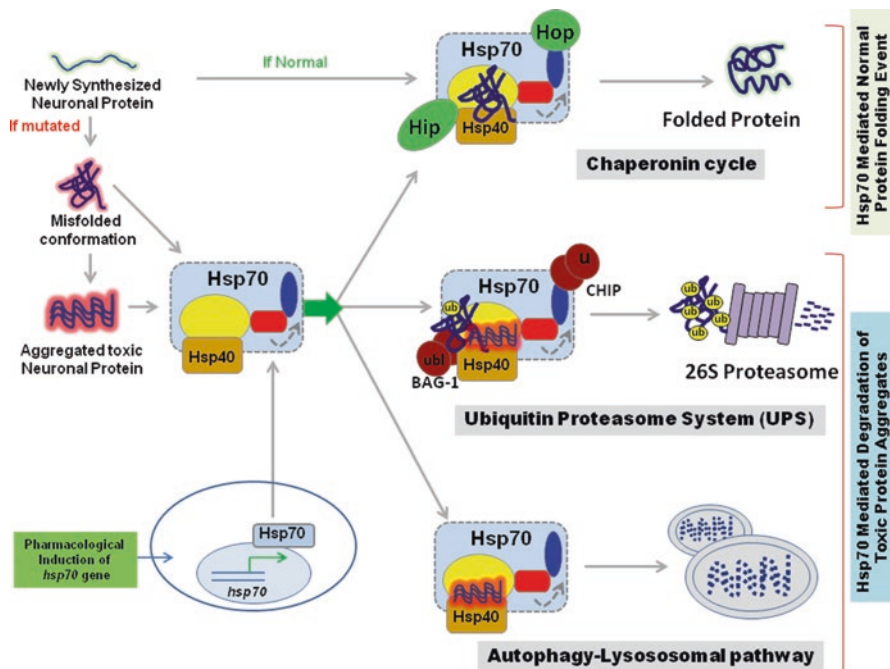 Newly Synthesized
Neuronal Protein
If Normal
If mutated
Misfolded
conformation
Aggregated toxic
Neuronal Protein
Hsp70
Hop
Hip
Hsp40
Folded Protein
Chaperonin cycle
Hsp70 Mediated Normal
Protein Folding Event
Hsp70
Hsp40
Hsp70
u
CHIP
ub
ubl
BAG-1
Hsp40
ub
ub
ub
ub
ub
26S Proteasome
Ubiquitin Proteasome System (UPS)
Hsp70 Mediated Degradation of
Toxic Protein Aggregates
Pharmacological
Induction of
hsp70 gene
Hsp70
hsp70
Hsp70
Hsp40
Autophagy-Lysososomal pathway